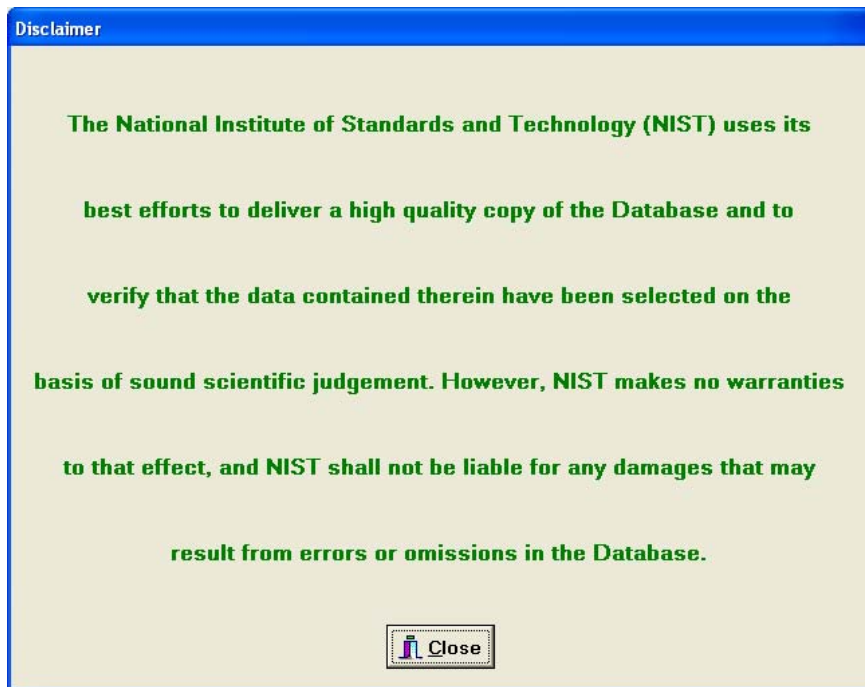 Disclaimer
The National Institute of Standards and Technology (NIST) uses its
best efforts to deliver a high quality copy of the Database and to
verify that the data contained therein have been selected on the
basis of sound scientific judgement. However, NIST makes no warranties
to that effect, and NIST shall not be liable for any damages that may
result from errors or omissions in the Database.
Close